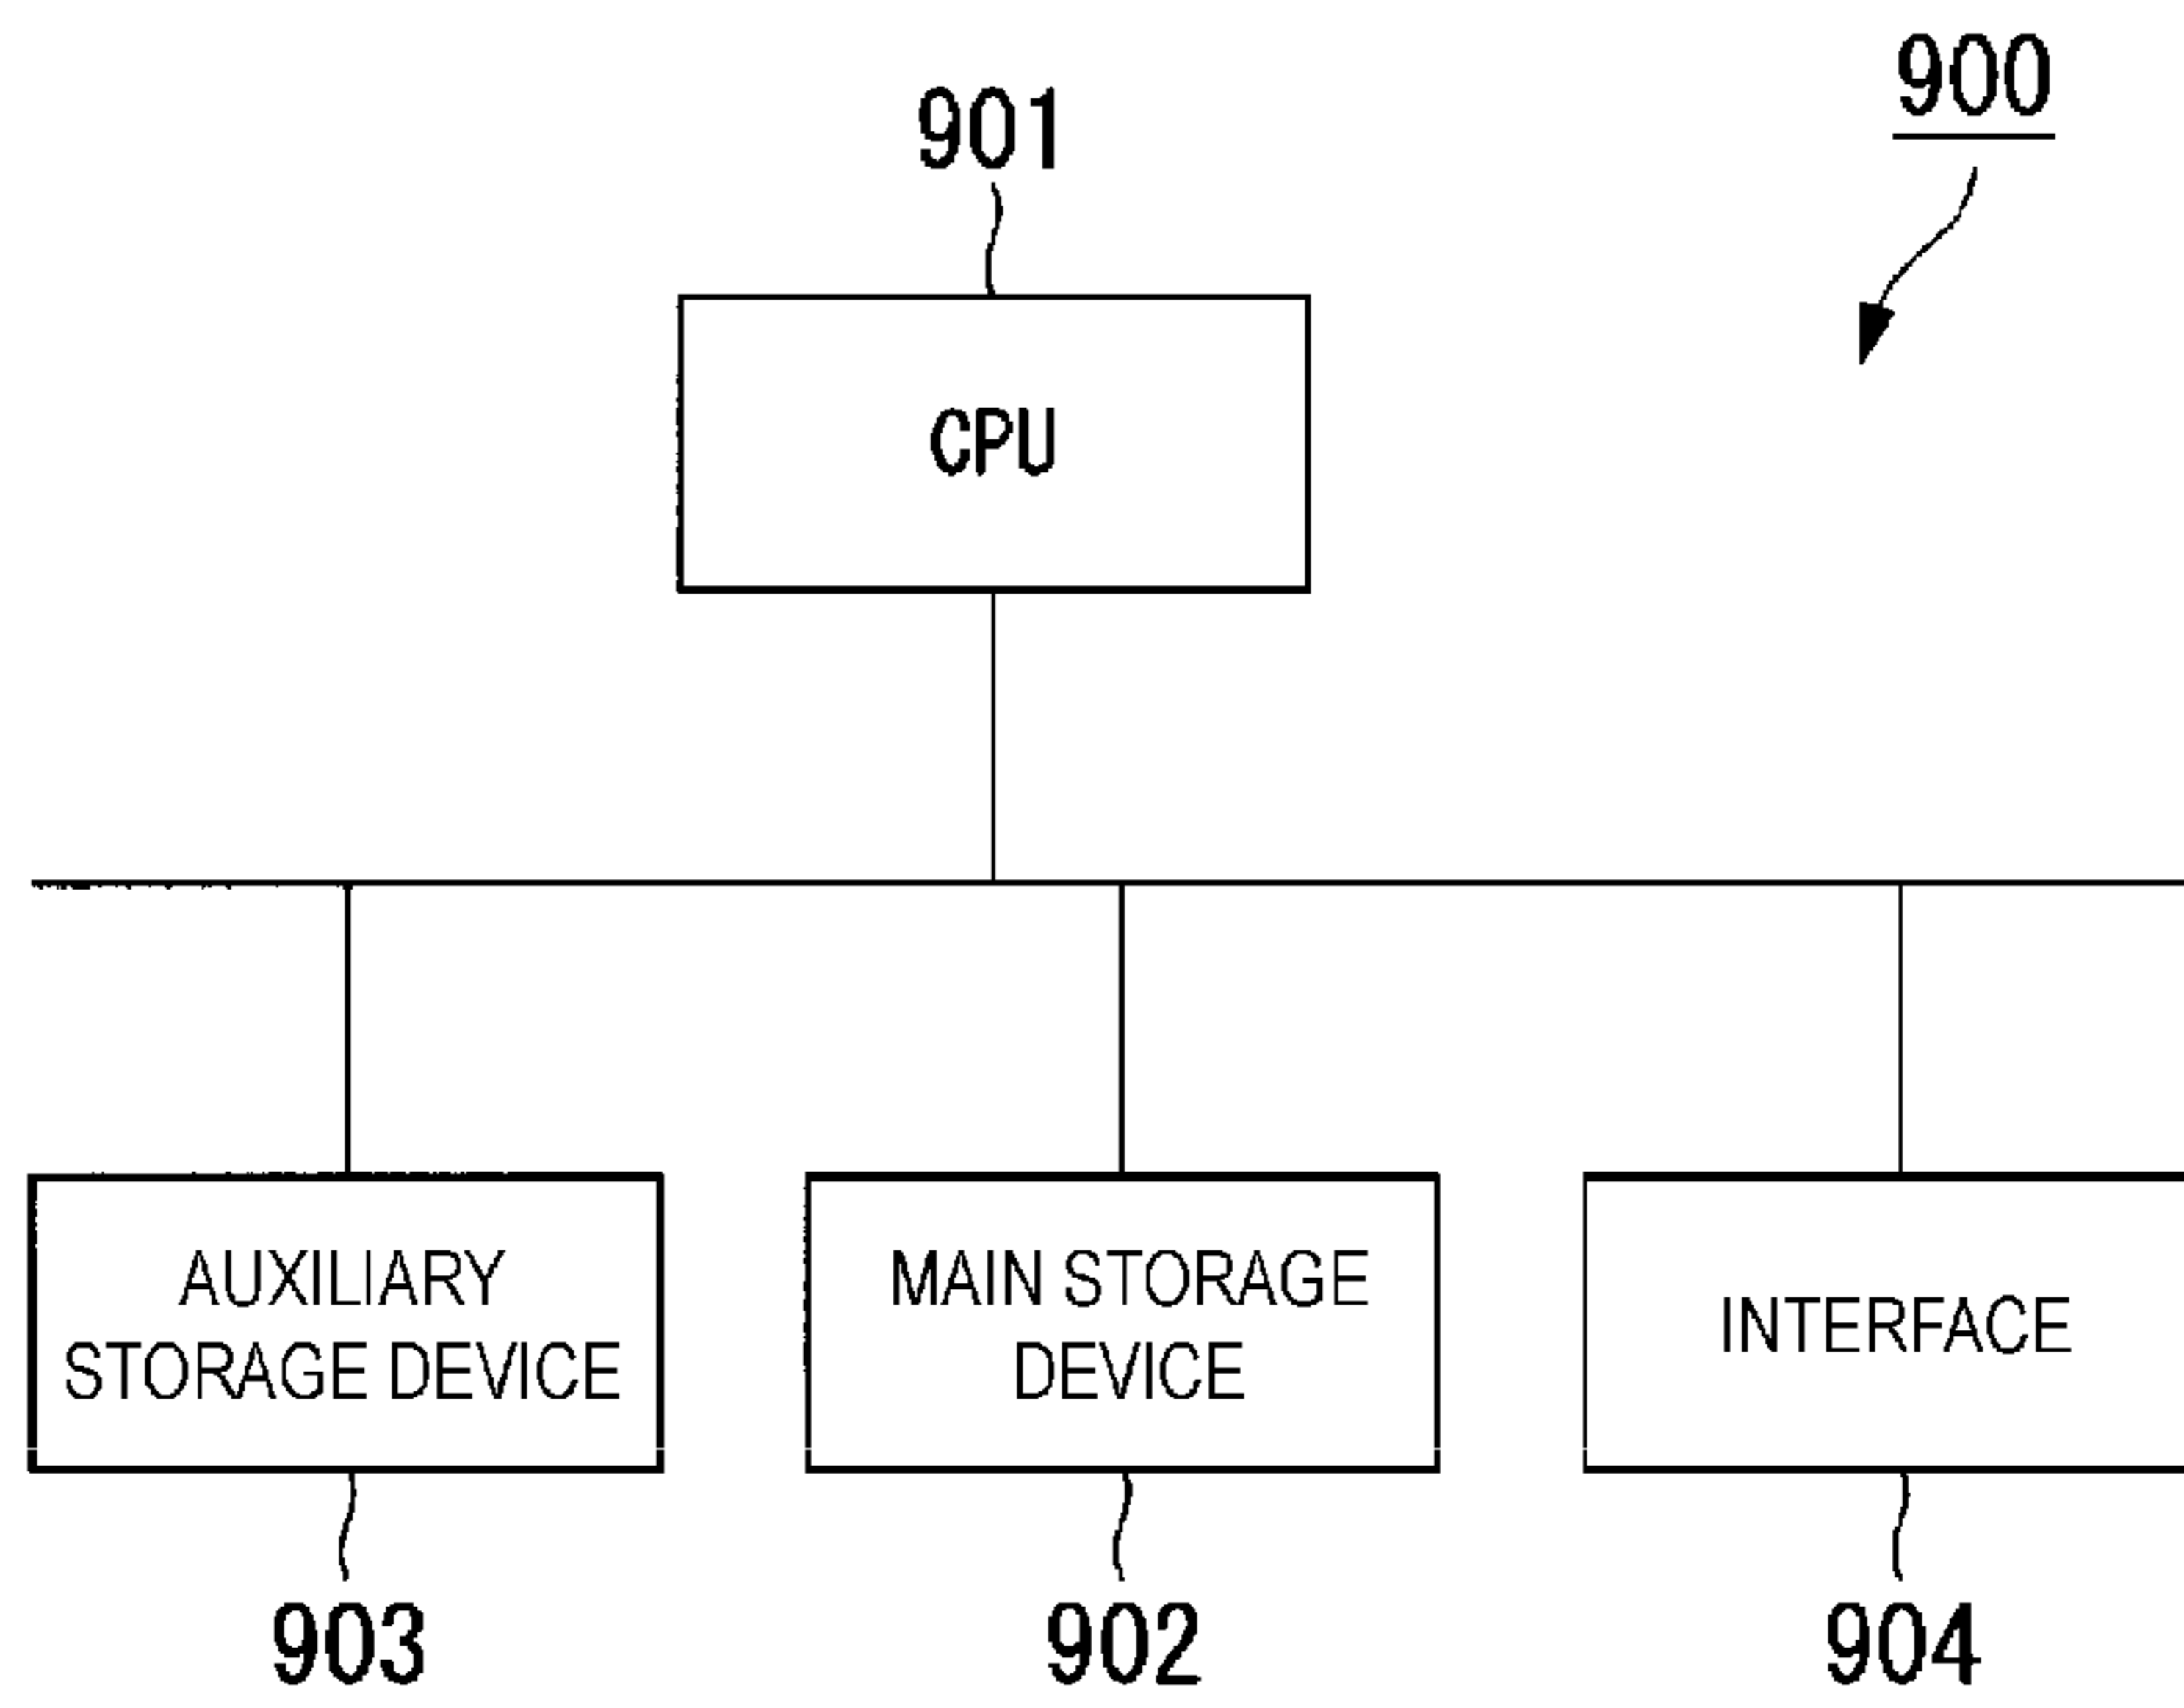 900
901
CPU
AUXILIARY
STORAGE DEVICE
MAIN STORAGE
DEVICE
INTERFACE
903
902
904